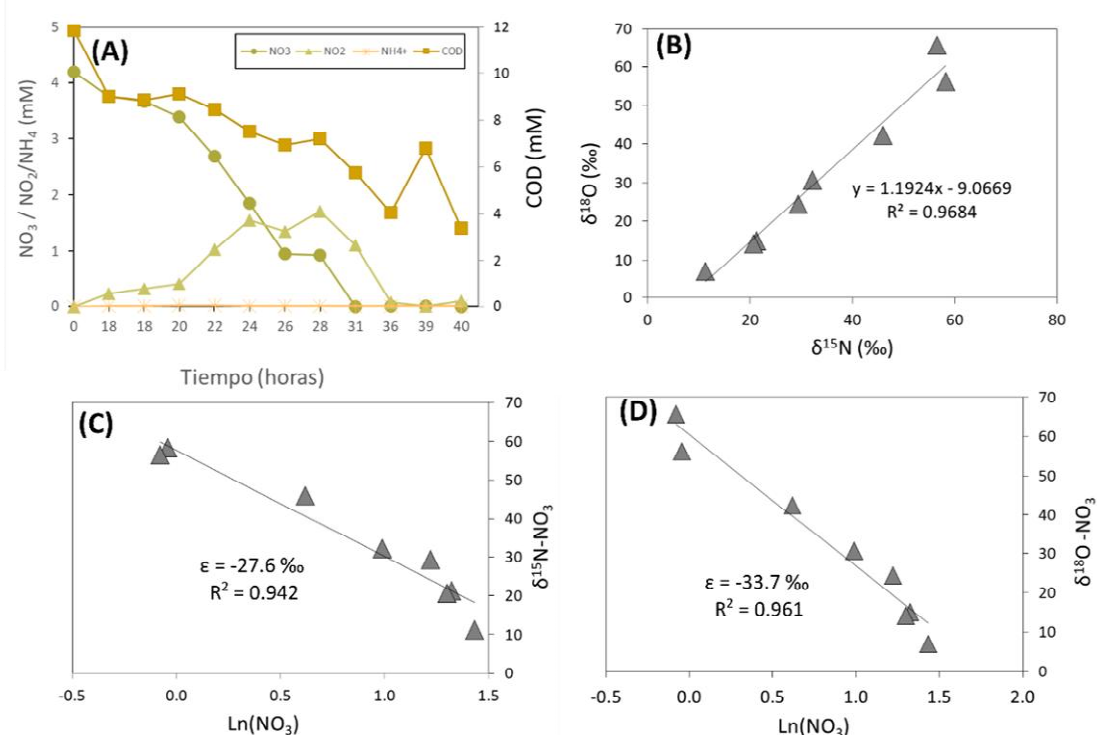 (A)
NO3 NO2 NH4+ COD
NO₃ / NO₂/NH₄ (mM)
5
4
3
2
1
0
COD (mM)
12
10
8
6
4
2
0
0 18 18 20 22 24 26 28 31 36 39 40
Tiempo (horas)
(B)
δ¹⁸O (‰)
70
60
50
40
30
20
10
0
y = 1.1924x - 9.0669
R² = 0.9684
0 20 40 60 80
δ¹⁵N (‰)
(C)
ε = -27.6 ‰
R² = 0.942
70
60
50
40
30
20
10
0
δ¹⁵N-NO₃
-0.5 0.0 0.5 1.0 1.5
Ln(NO₃)
(D)
ε = -33.7 ‰
R² = 0.961
70
60
50
40
30
20
10
0
δ¹⁸O -NO₃
-0.5 0.0 0.5 1.0 1.5 2.0
Ln(NO₃)